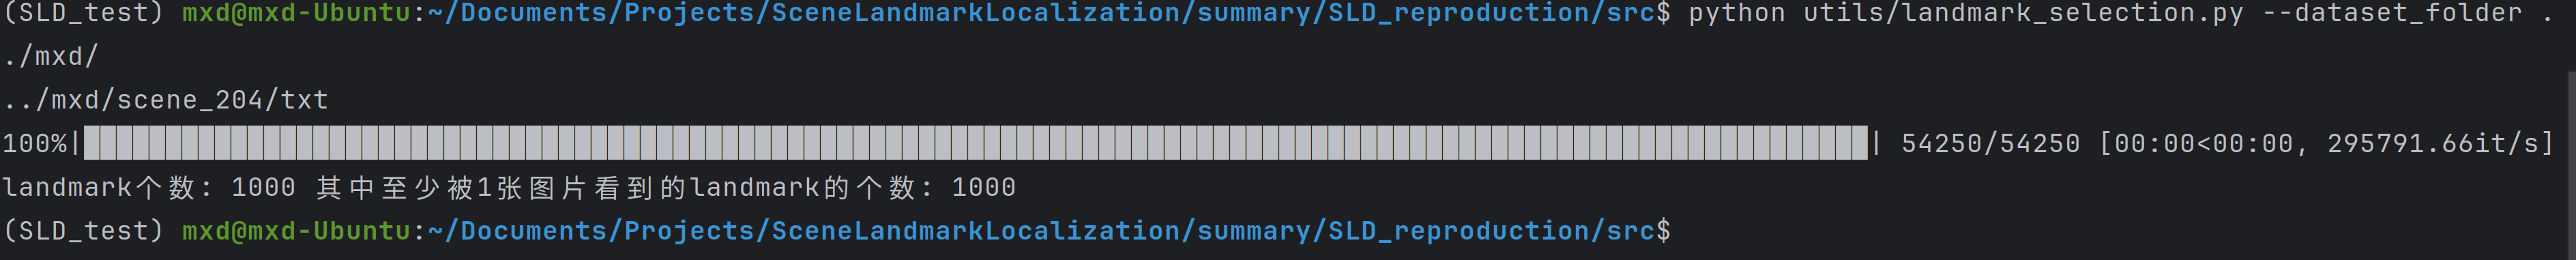 (SLD_test) mxd@mxd-Ubuntu:~/Documents/Projects/SceneLandmarkLocalization/summary/SLD_reproduction/src$ python utils/landmark_selection.py --dataset_folder .
./mxd/
../mxd/scene_204/txt
100%|██████████| 54250/54250 [00:00<00:00, 295791.66it/s]
landmark个数: 1000 其中至少被1张图片看到的landmark的个数: 1000
(SLD_test) mxd@mxd-Ubuntu:~/Documents/Projects/SceneLandmarkLocalization/summary/SLD_reproduction/src$